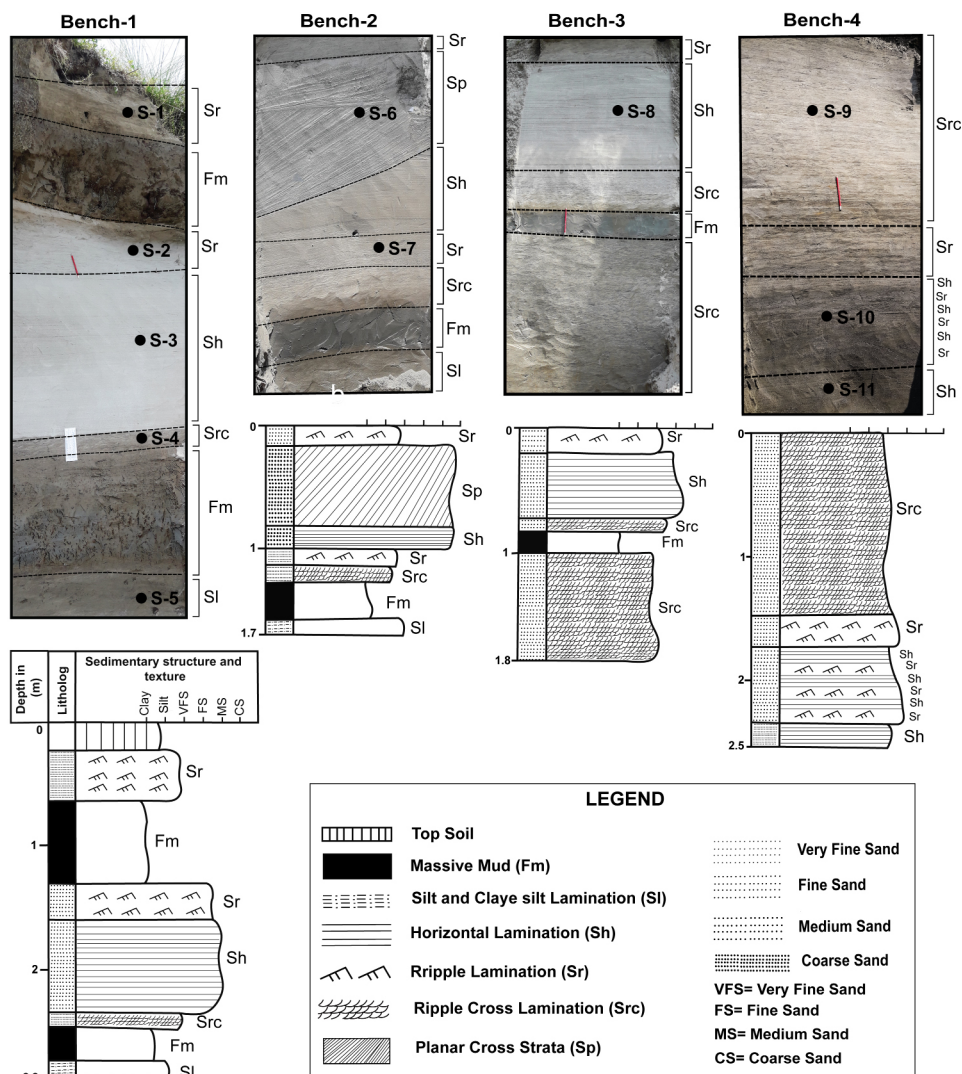 Bench-1
Bench-2
Bench-3
Bench-4
S-1
Sr
Fm
S-2
Sr
S-3
Sh
S-4
Src
Fm
S-5
Sl
Sr
S-6
Sp
Sh
S-7
Sr
Src
Fm
Sl
h
Sr
S-8
Sh
Src
Fm
Src
S-9
Src
Sr
S-10
Sh
Sr
Sh
Sr
Sh
Sr
S-11
Sh
0
Sr
Sp
Sh
1
Sr
Src
Fm
Sl
1.7
0
Sr
Sh
Src
Fm
1
Src
1.8
0
Src
1
Sr
Sh
Sr
2
Sh
Sr
Sh
Sr
Sh
2.5
Depth in (m)
Litholog
Sedimentary structure and
texture
Clay
Silt
VFS
FS
MS
CS
0
Sr
1
Fm
Sr
Sh
2
Src
Fm
Sl
LEGEND
Top Soil
Massive Mud (Fm)
Silt and Claye silt Lamination (Sl)
Horizontal Lamination (Sh)
Rripple Lamination (Sr)
Ripple Cross Lamination (Src)
Planar Cross Strata (Sp)
Very Fine Sand
Fine Sand
Medium Sand
Coarse Sand
VFS= Very Fine Sand
FS= Fine Sand
MS= Medium Sand
CS= Coarse Sand